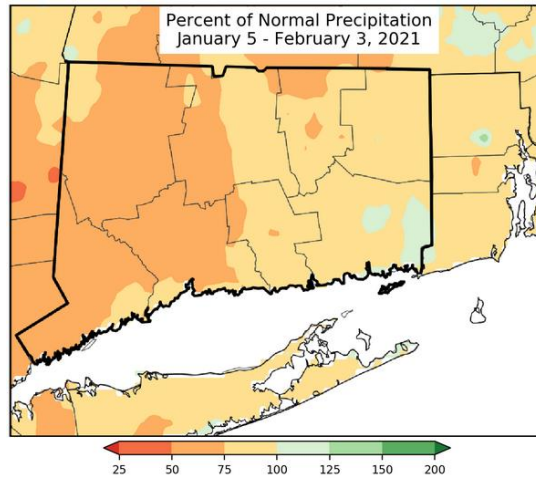 Percent of Normal Precipitation
January 5 - February 3, 2021
25 50 75 100 125 150 200